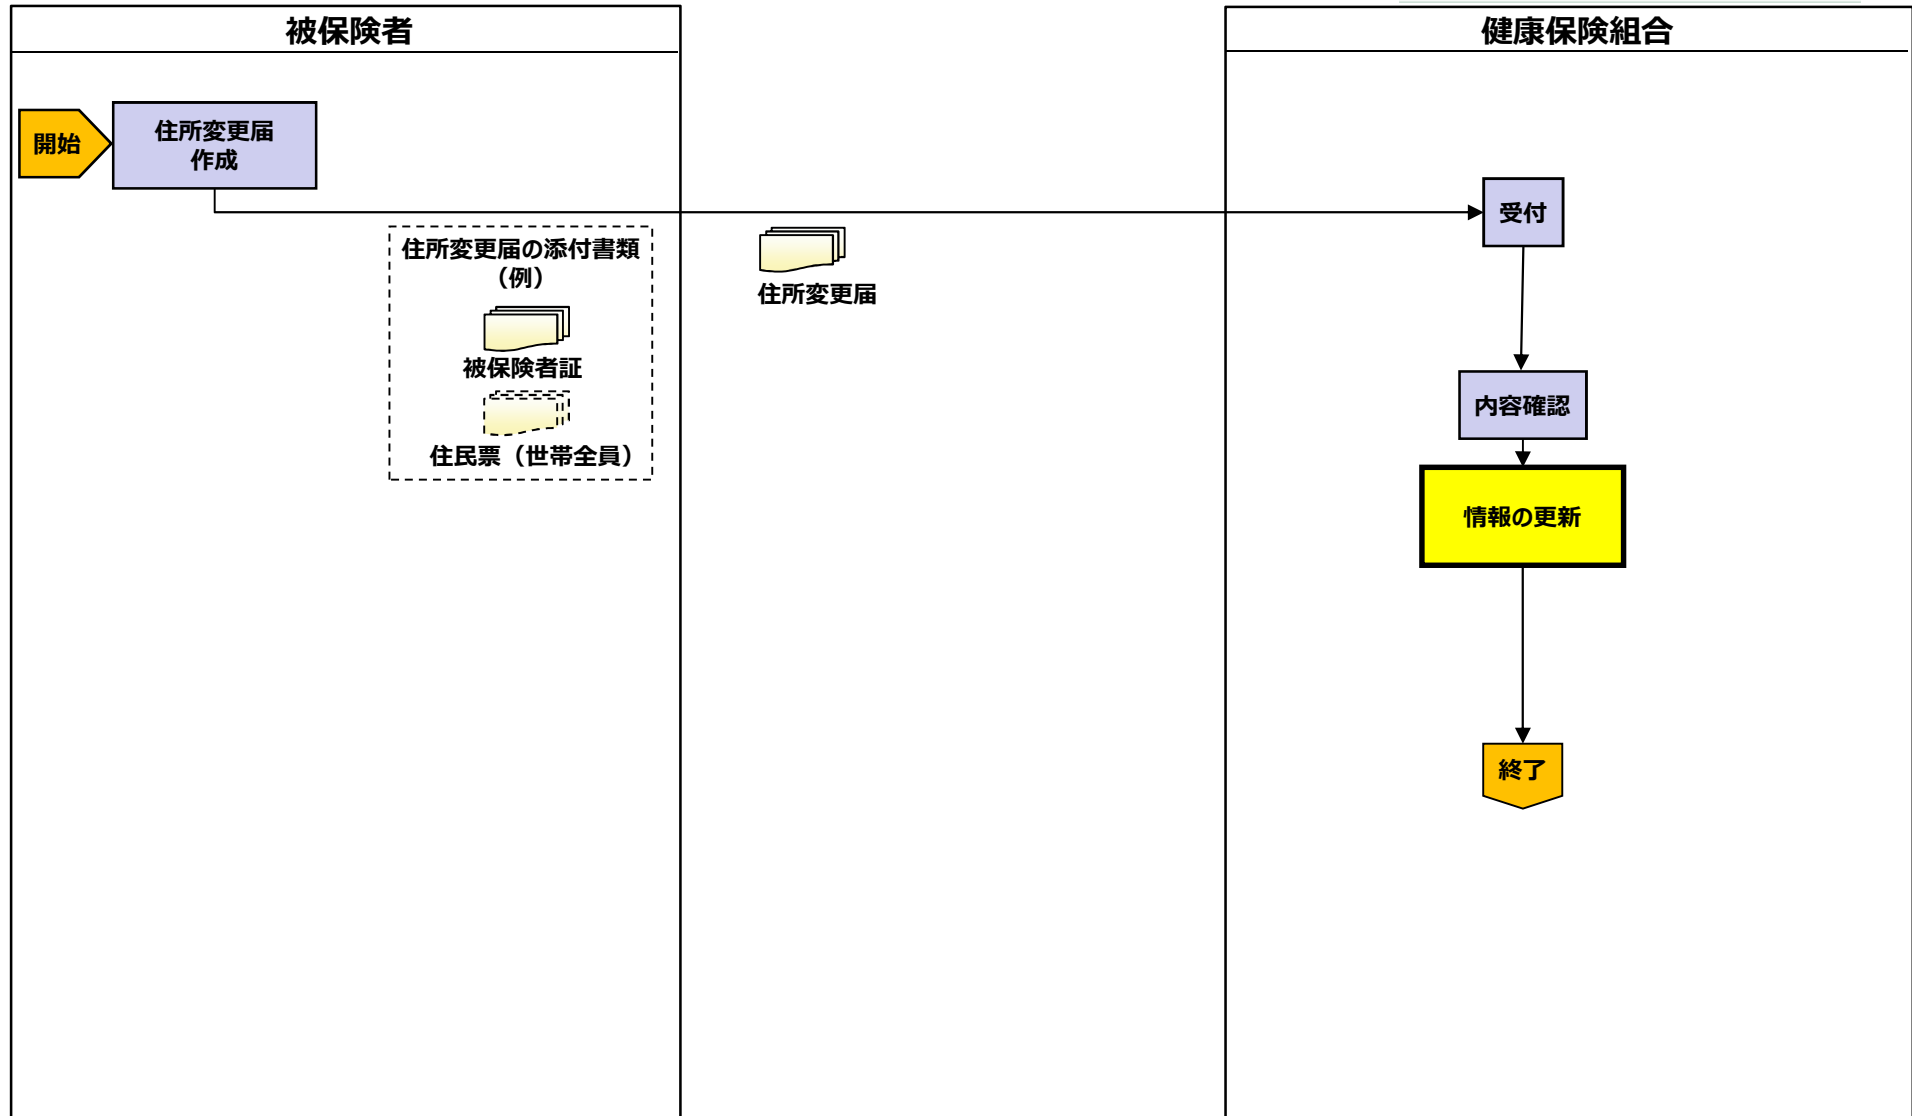 被保険者
健康保険組合
開始
住所変更届
作成
受付
住所変更届の添付書類
（例）
住所変更届
被保険者証
内容確認
住民票（世帯全員）
情報の更新
終了